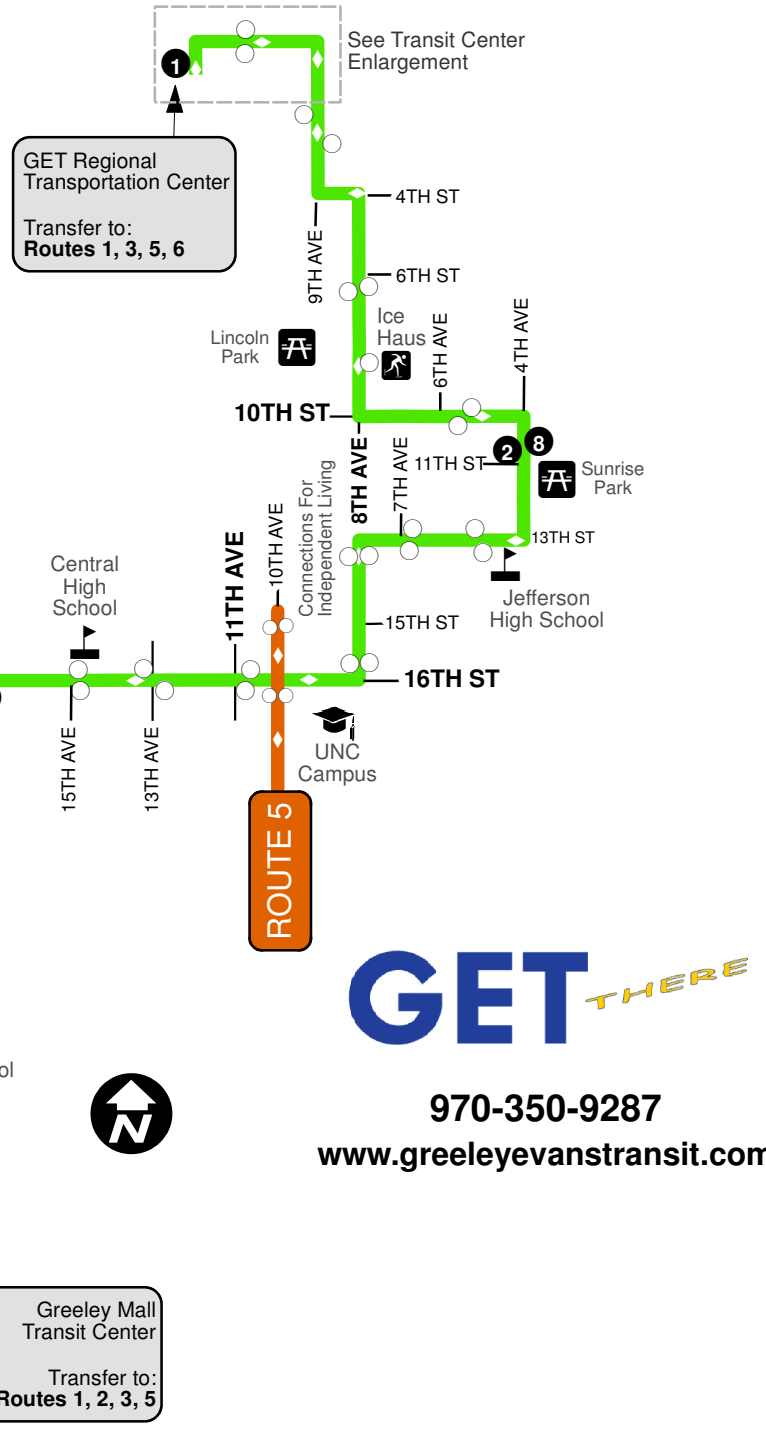 See Transit Center
Enlargement
1
GET Regional
Transportation Center
Transfer to:
Routes 1, 3, 5, 6
4TH ST
9TH AVE
6TH ST
Ice
Haus
Lincoln
Park
6TH AVE
4TH AVE
10TH ST
8TH AVE
7TH AVE
11TH ST
2
8
Sunrise
Park
Connections For
Independent Living
10TH AVE
11TH AVE
13TH ST
Central
High
School
Jefferson
High School
15TH ST
16TH ST
15TH AVE
13TH AVE
UNC
Campus
ROUTE 5
GET THERE
ol
N
970-350-9287
www.greeleyevanstransit.com
Greeley Mall
Transit Center
Transfer to:
Routes 1, 2, 3, 5